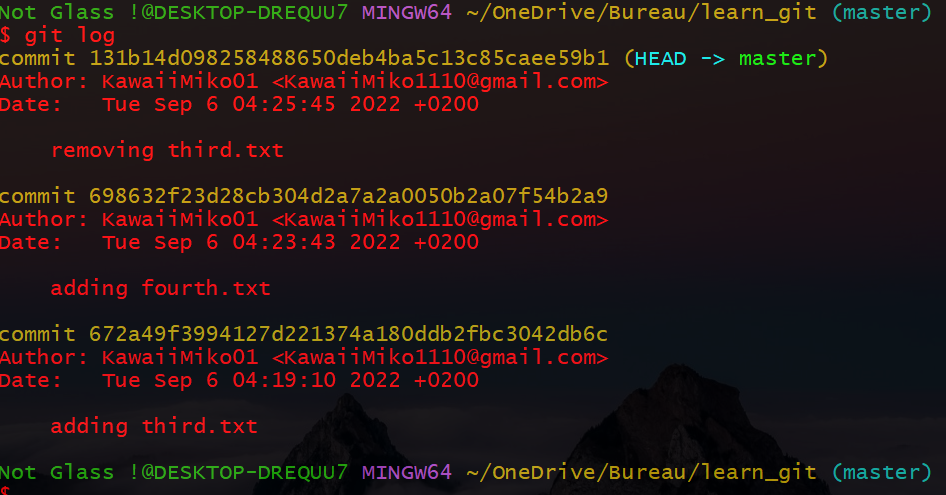 Not Glass !@DESKTOP-DREQUU7 MINGW64 ~/OneDrive/Bureau/learn_git (master)
$ git log
commit 131b14d098258488650deb4ba5c13c85caee59b1 (HEAD -> master)
Author: KawaiiMiko01 <KawaiiMiko1110@gmail.com>
Date:   Tue Sep 6 04:25:45 2022 +0200
    removing third.txt
commit 698632f23d28cb304d2a7a2a0050b2a07f54b2a9
Author: KawaiiMiko01 <KawaiiMiko1110@gmail.com>
Date:   Tue Sep 6 04:23:43 2022 +0200
    adding fourth.txt
commit 672a49f3994127d221374a180ddb2fbc3042db6c
Author: KawaiiMiko01 <KawaiiMiko1110@gmail.com>
Date:   Tue Sep 6 04:19:10 2022 +0200
    adding third.txt
Not Glass !@DESKTOP-DREQUU7 MINGW64 ~/OneDrive/Bureau/learn_git (master)
$